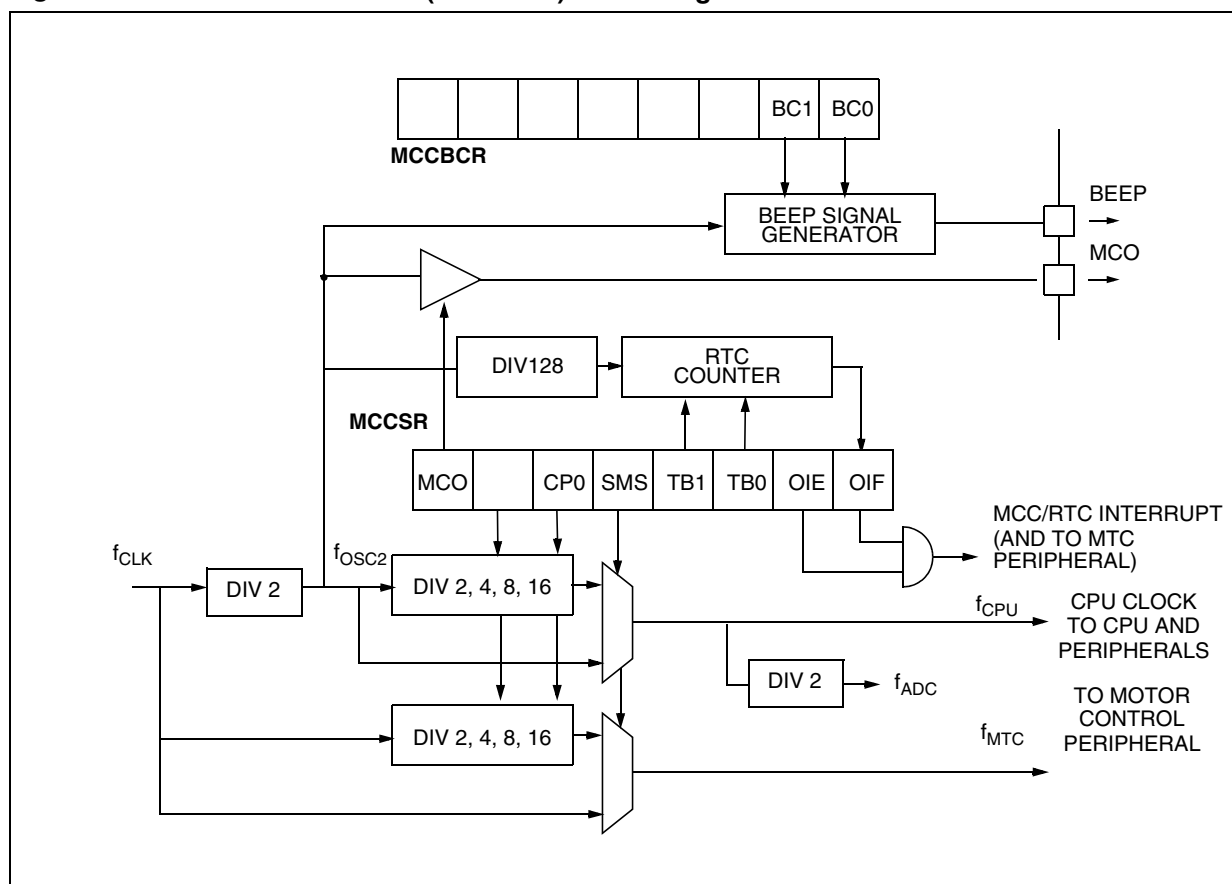 BC1 BC0
MCCBCR
BEEP SIGNAL
GENERATOR
BEEP
MCO
DIV128
RTC
COUNTER
MCCSR
MCO CP0 SMS TB1 TB0 OIE OIF
MCC/RTC INTERRUPT
(AND TO MTC
PERIPHERAL)
fCLK
DIV 2
fOSC2
DIV 2, 4, 8, 16
fCPU
CPU CLOCK
TO CPU AND
PERIPHERALS
DIV 2
fADC
DIV 2, 4, 8, 16
fMTC
TO MOTOR
CONTROL
PERIPHERAL